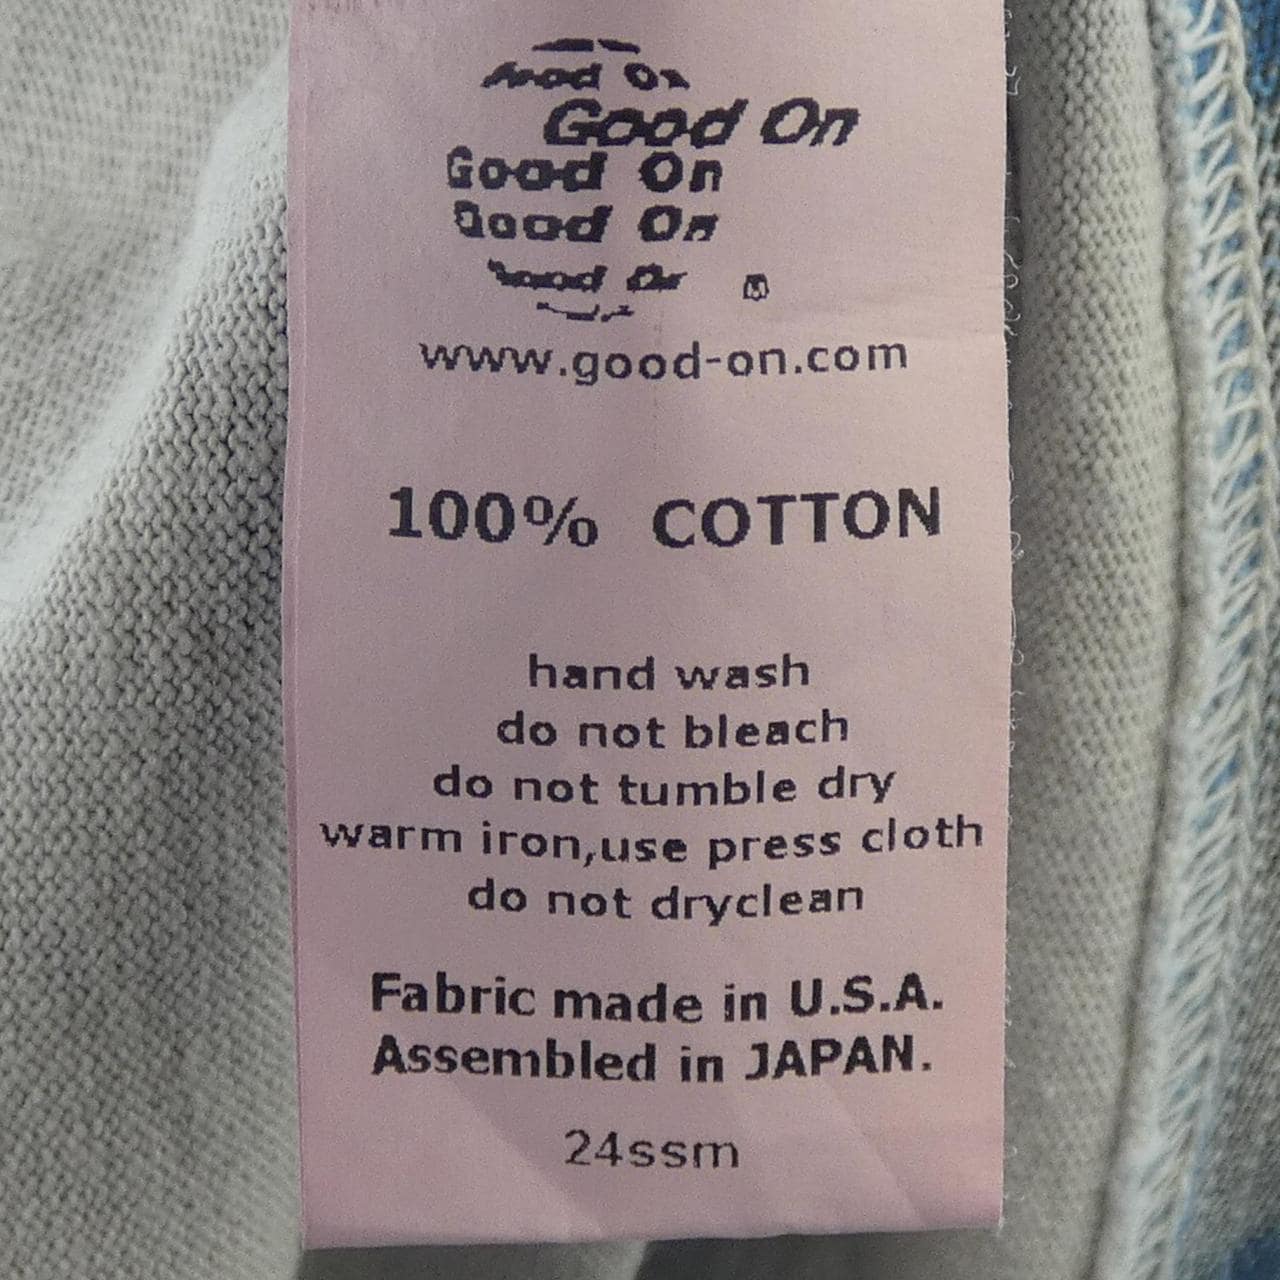 Good On
Good On
Good On
Good On
www.good-on.com
100% COTTON
hand wash
do not bleach
do not tumble dry
warm iron,use press cloth
do not dryclean
Fabric made in U.S.A.
Assembled in JAPAN.
24ssm